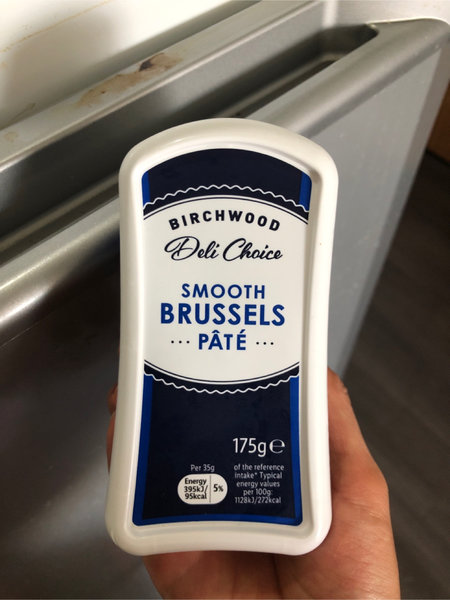 BIRCHWOOD
Deli Choice
SMOOTH
BRUSSELS
··· PÂTÉ ···
175g℮
Per 35g
Energy
395kJ/
95kcal
5%
of the reference
intake* Typical
energy values
per 100g:
1128kJ/272kcal